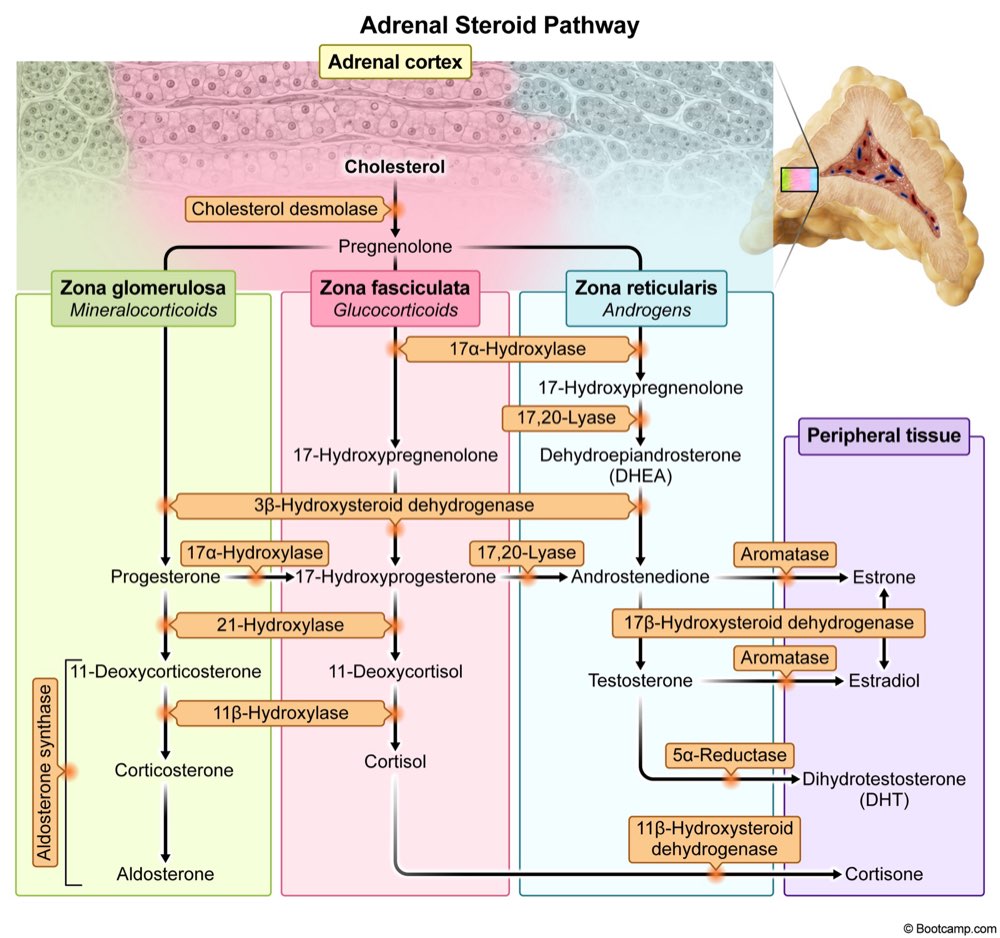 Adrenal Steroid Pathway
Adrenal cortex
Cholesterol
Cholesterol desmolase
Pregnenolone
Zona glomerulosa
Mineralocorticoids
Zona fasciculata
Glucocorticoids
Zona reticularis
Androgens
17α-Hydroxylase
17-Hydroxypregnenolone
17,20-Lyase
Peripheral tissue
17-Hydroxypregnenolone
Dehydroepiandrosterone
(DHEA)
3β-Hydroxysteroid dehydrogenase
17α-Hydroxylase
17,20-Lyase
Aromatase
Progesterone
17-Hydroxyprogesterone
Androstenedione
Estrone
21-Hydroxylase
17β-Hydroxysteroid dehydrogenase
Aromatase
11-Deoxycorticosterone
11-Deoxycortisol
Testosterone
Estradiol
11β-Hydroxylase
Aldosterone synthase
Corticosterone
Cortisol
5α-Reductase
Dihydrotestosterone
(DHT)
11β-Hydroxysteroid
dehydrogenase
Aldosterone
Cortisone
© Bootcamp.com